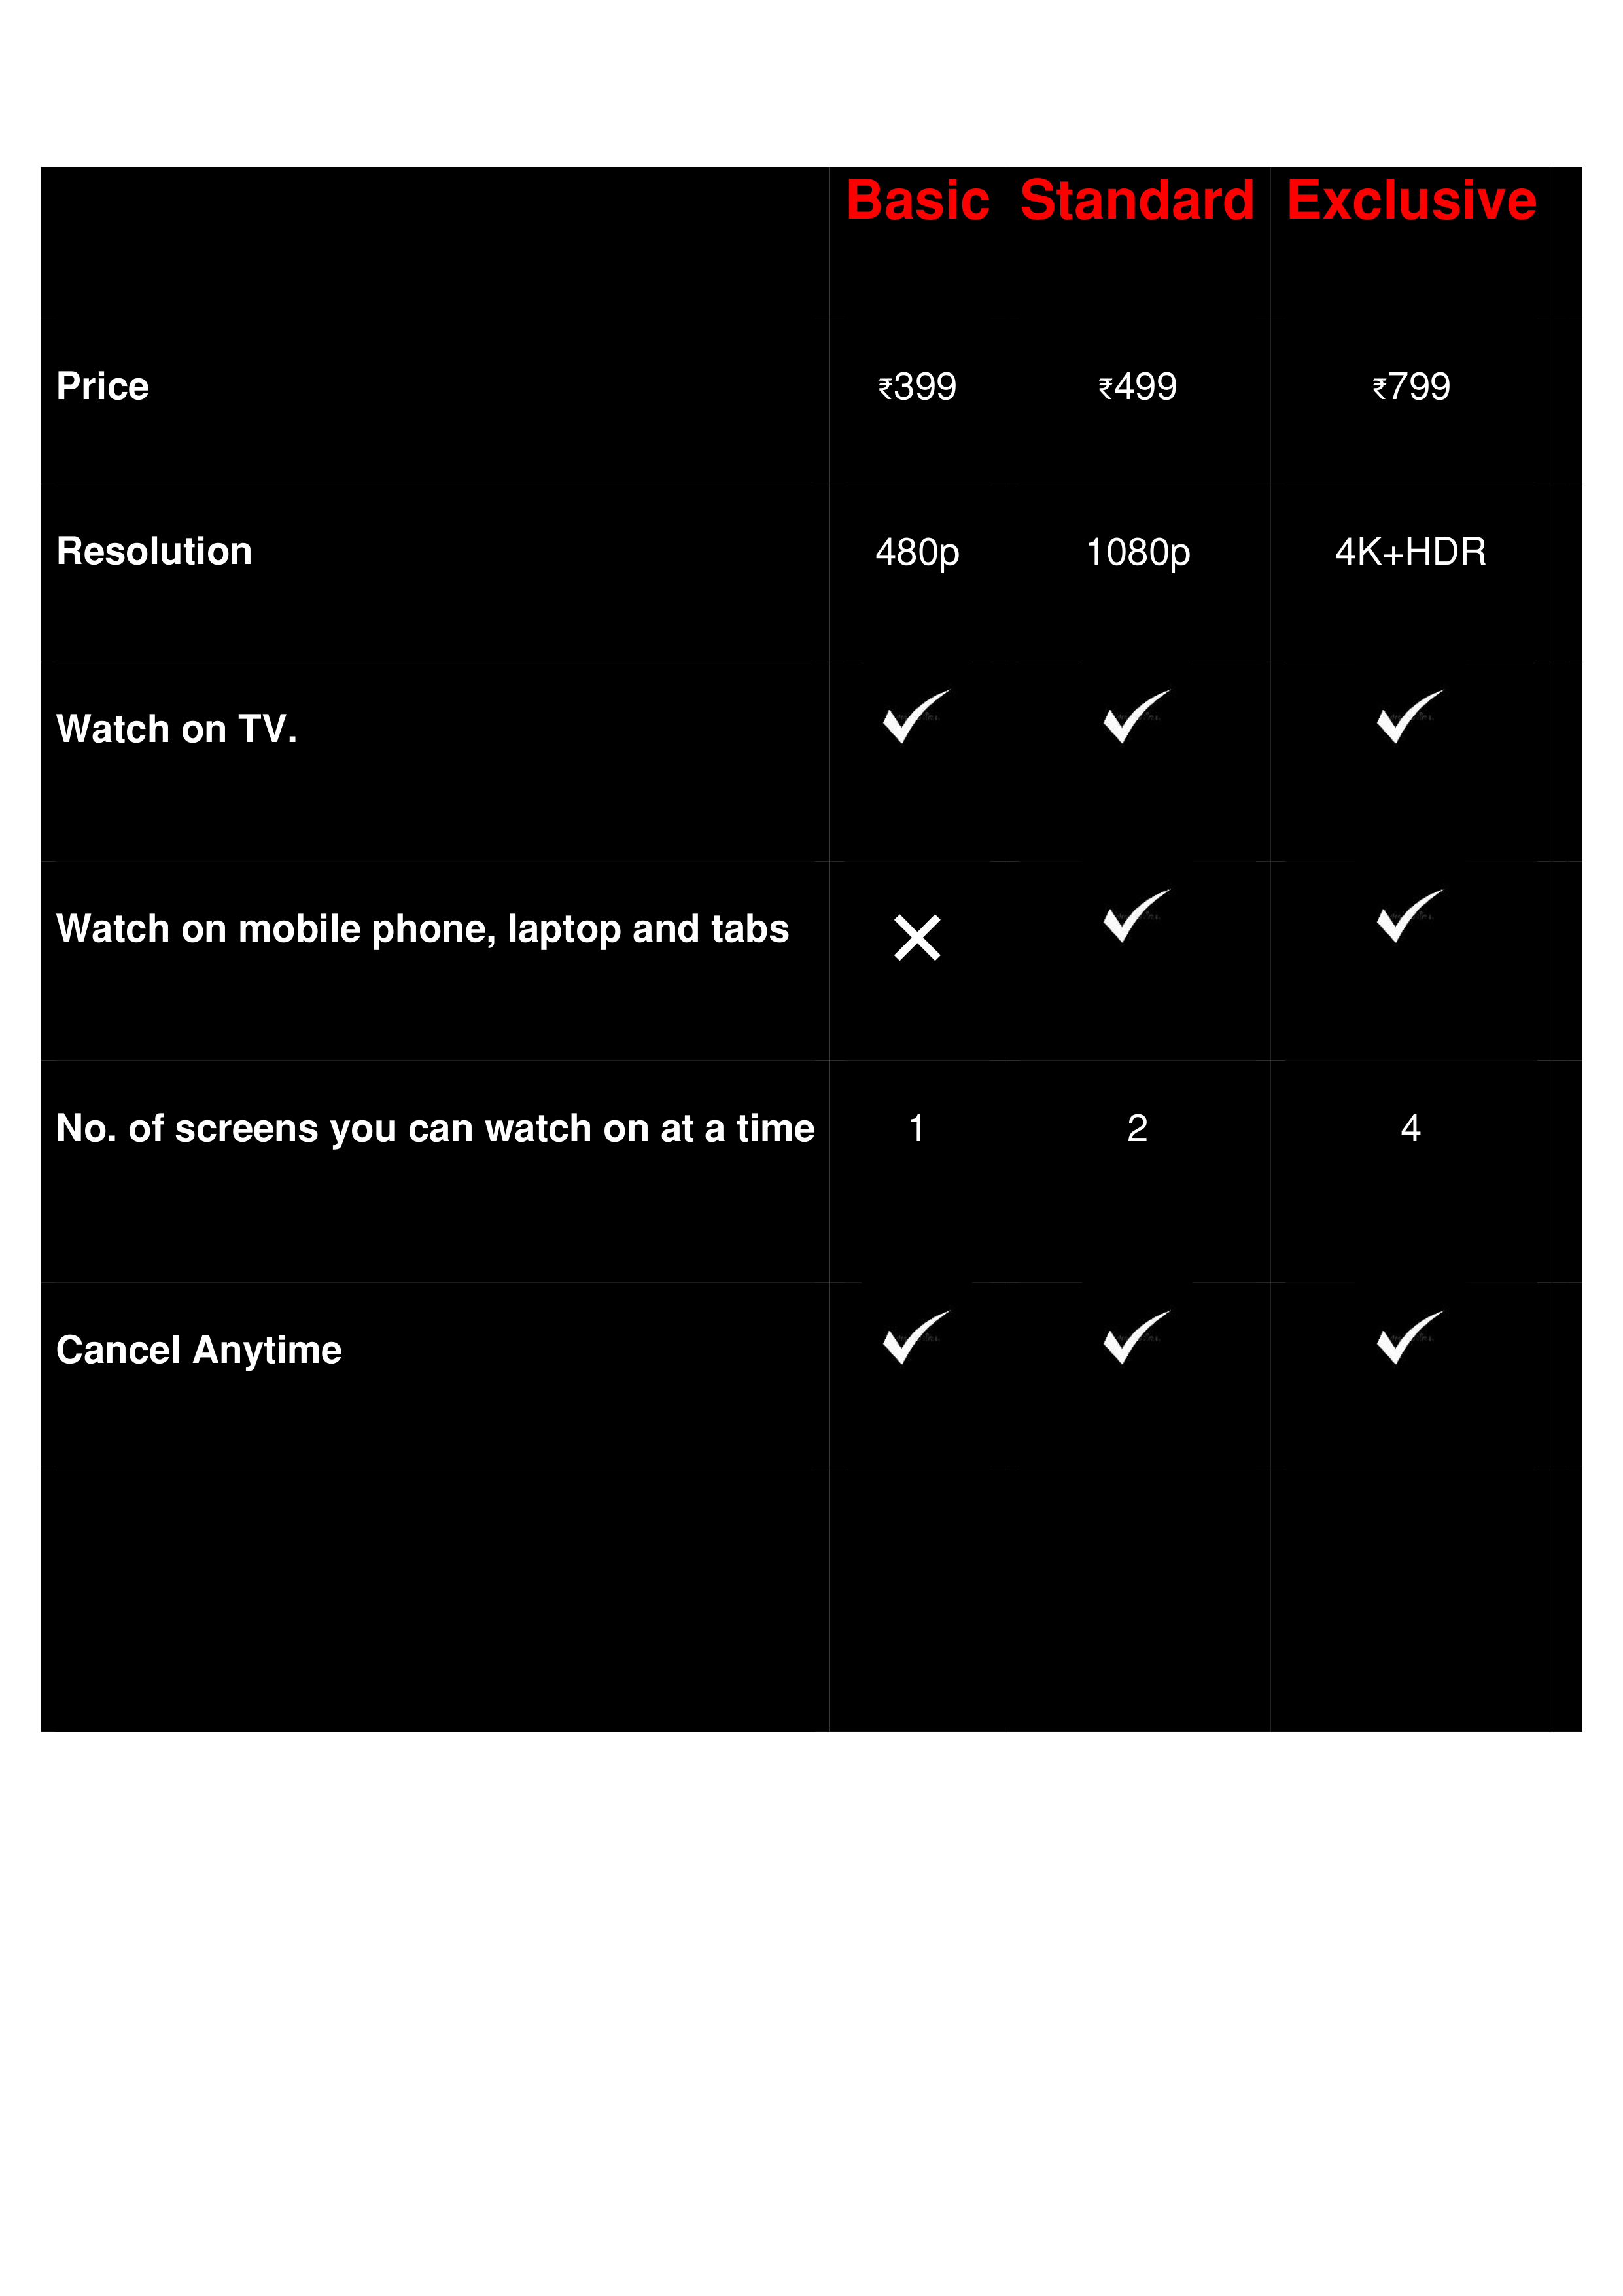 Basic Standard Exclusive
Price ₹399 ₹499 ₹799
Resolution 480p 1080p 4K+HDR
Watch on TV.
Watch on mobile phone, laptop and tabs
No. of screens you can watch on at a time 1 2 4
Cancel Anytime